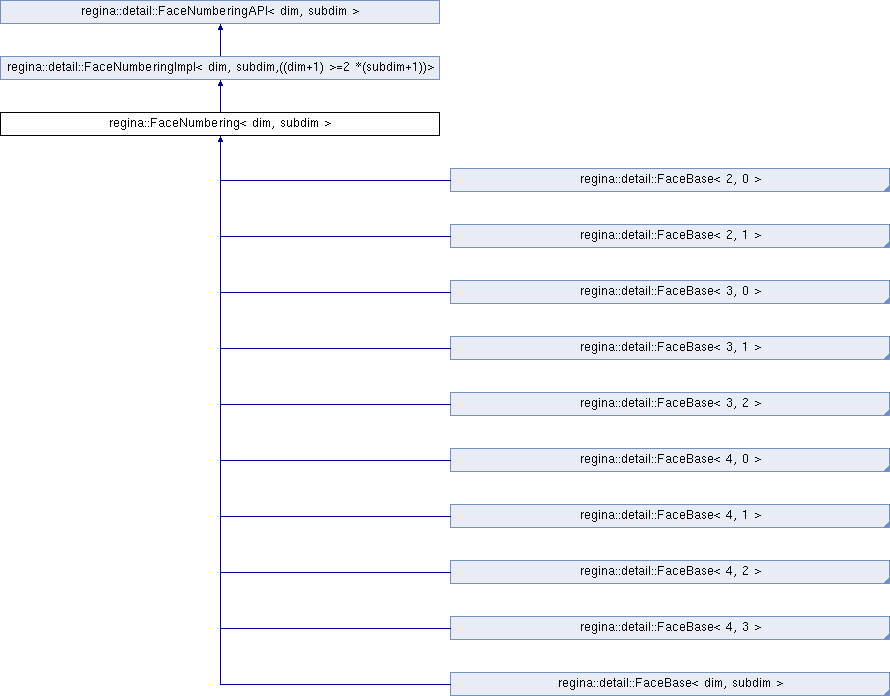 regina::detail::FaceNumberingAPI< dim, subdim >
regina::detail::FaceNumberingImpl< dim, subdim,((dim+1) >=2 *(subdim+1))>
regina::FaceNumbering< dim, subdim >
regina::detail::FaceBase< 2, 0 >
regina::detail::FaceBase< 2, 1 >
regina::detail::FaceBase< 3, 0 >
regina::detail::FaceBase< 3, 1 >
regina::detail::FaceBase< 3, 2 >
regina::detail::FaceBase< 4, 0 >
regina::detail::FaceBase< 4, 1 >
regina::detail::FaceBase< 4, 2 >
regina::detail::FaceBase< 4, 3 >
regina::detail::FaceBase< dim, subdim >